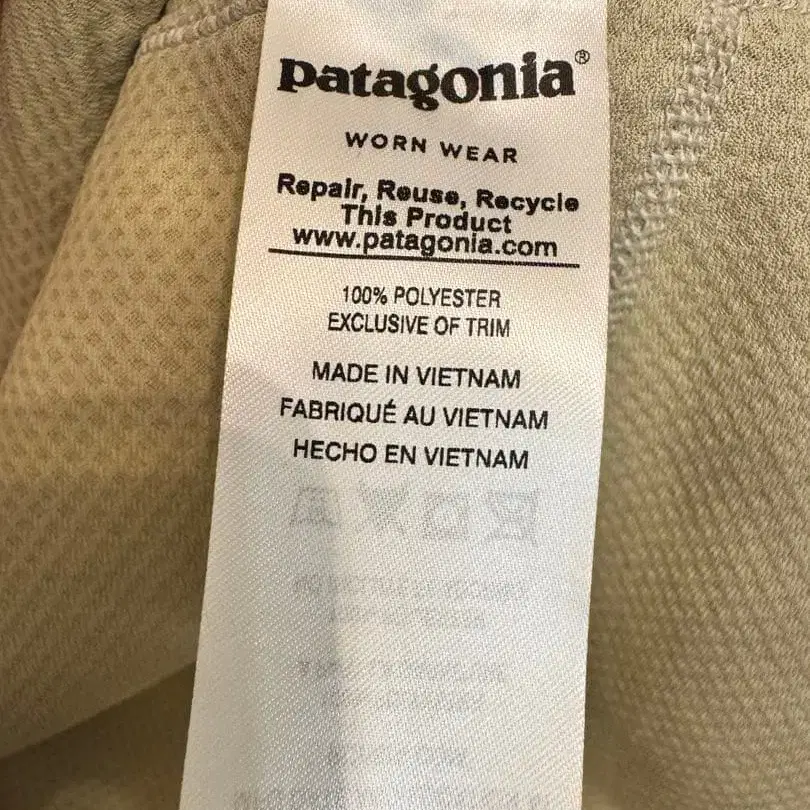 patagonia®
WORN WEAR
Repair, Reuse, Recycle
This Product
www.patagonia.com
100% POLYESTER
EXCLUSIVE OF TRIM
MADE IN VIETNAM
FABRIQUÉ AU VIETNAM
HECHO EN VIETNAM